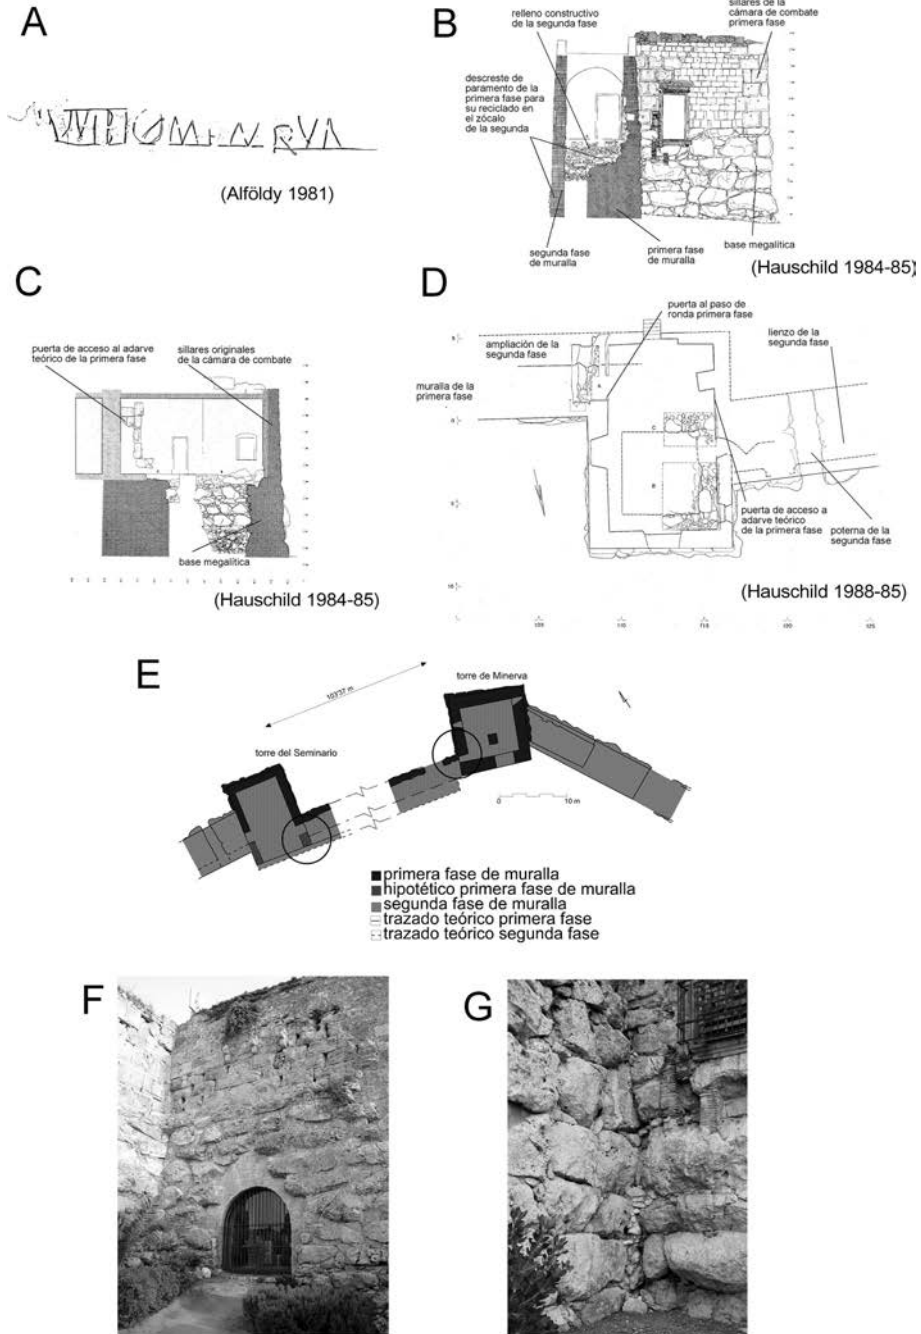 A
(Alföldy 1981)
B
relleno constructivo
de la segunda fase
sillares de la
cámara de combate
primera fase
descreste de
paramento de la
primera fase para
su reciclado en
el zócalo
de la segunda
segunda fase
de muralla
primera fase
de muralla
base megalítica
(Hauschild 1984-85)
C
puerta de acceso al adarve
teórico de la primera fase
sillares originales
de la cámara de combate
base megalítica
(Hauschild 1984-85)
D
puerta al paso de
ronda primera fase
ampliación de la
segunda fase
lienzo de la
segunda fase
muralla de la
primera fase
A
C
B
puerta de acceso a
adarve teórico
de la primera fase
poterna de la
segunda fase
(Hauschild 1988-85)
E
103'37 m
torre de Minerva
torre del Seminario
0 10 m
primera fase de muralla
hipotético primera fase de muralla
segunda fase de muralla
trazado teórico primera fase
trazado teórico segunda fase
F
G